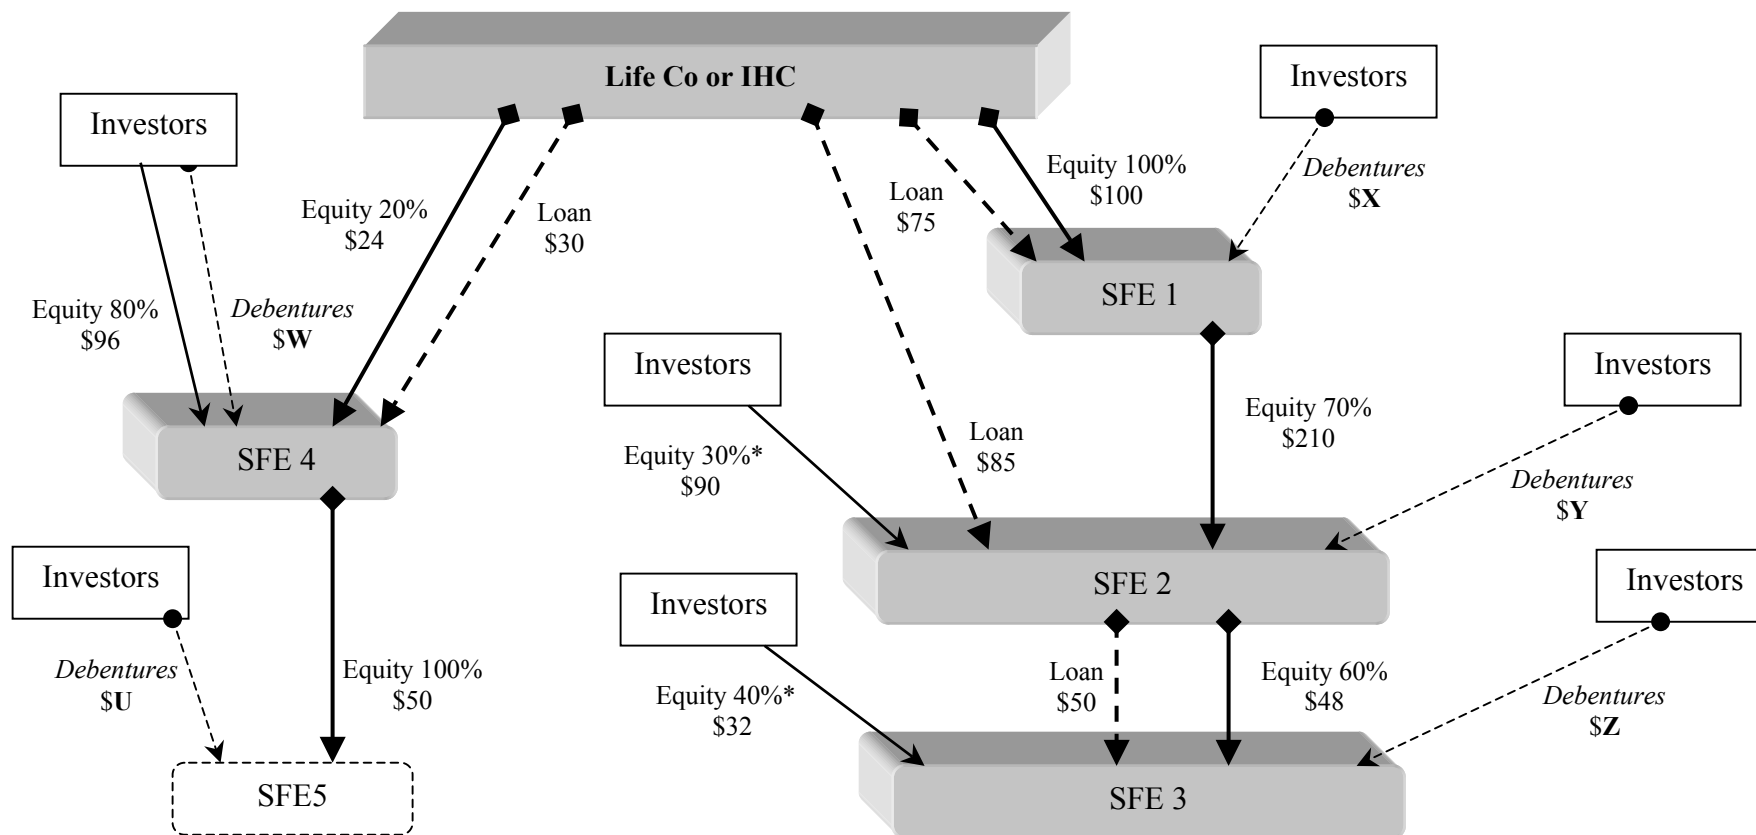 Life Co or IHC
Investors
Investors
Debentures
$X
Equity 100%
$100
Loan
$75
Equity 20%
$24
Loan
$30
SFE 1
Equity 80%
$96
Debentures
$W
Investors
Investors
Equity 70%
$210
Loan
$85
Equity 30%*
$90
SFE 4
Debentures
$Y
Investors
Investors
SFE 2
Investors
Debentures
$U
Equity 100%
$50
Equity 40%*
$32
Loan
$50
Equity 60%
$48
Debentures
$Z
SFE5
SFE 3